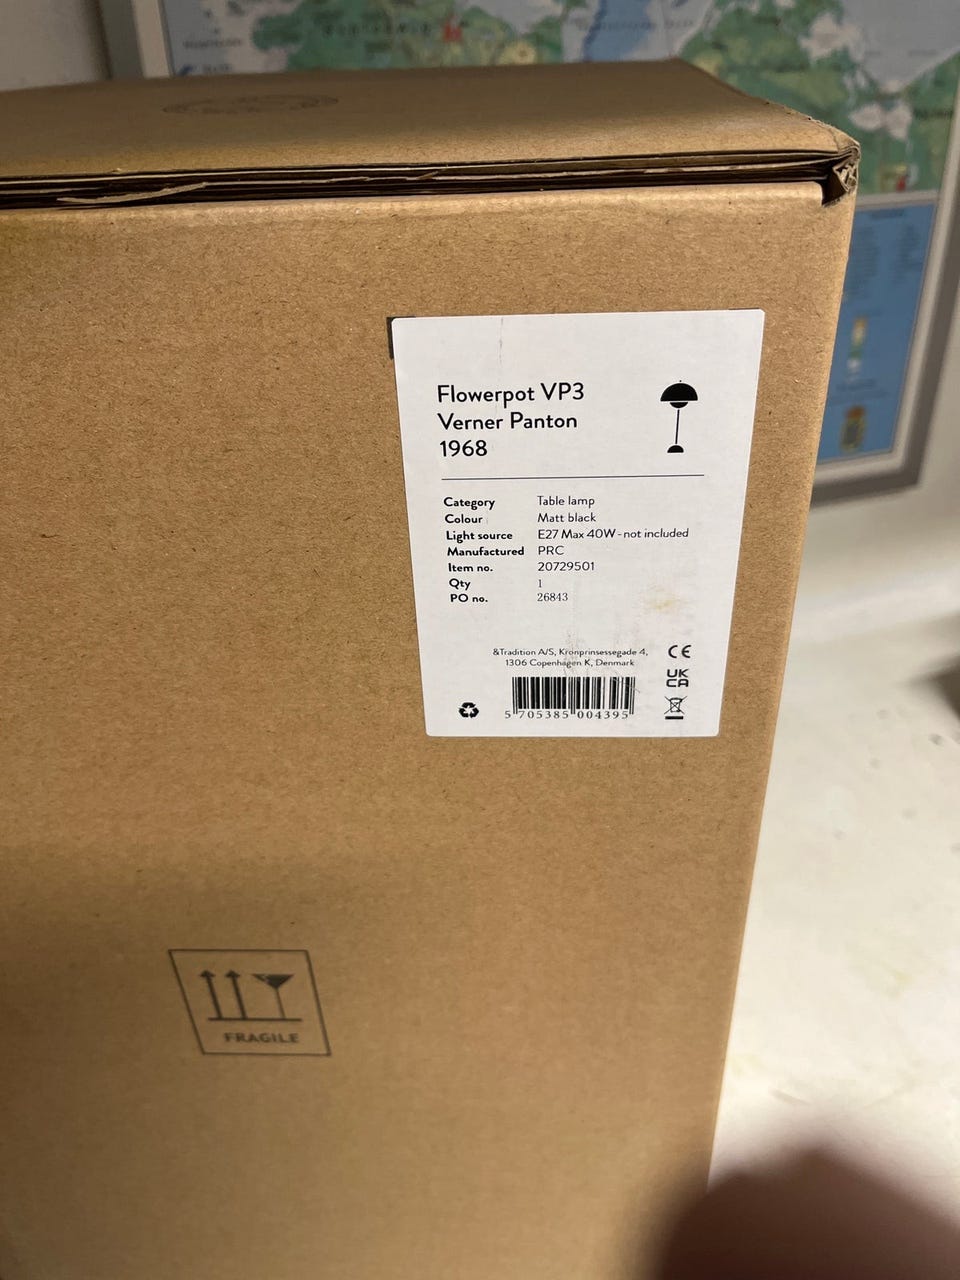 Flowerpot VP3
Verner Panton
1968
Category Table lamp
Colour Matt black
Light source E27 Max 40W - not included
Manufactured PRC
Item no. 20729501
Qty 1
PO no. 26843
&Tradition A/S, Kronprinsessegade 4,
1306 Copenhagen K, Denmark
CE
UK
CA
5 705385 004395
FRAGILE